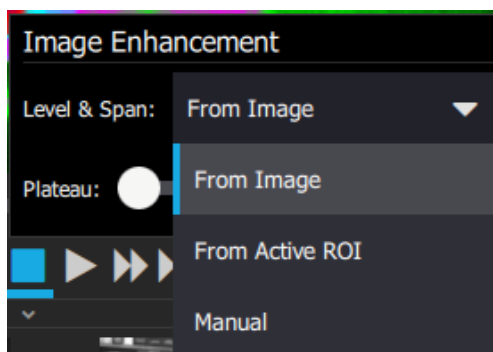 Image Enhancement
Level & Span: From Image
From Image
Plateau:
From Active ROI
Manual